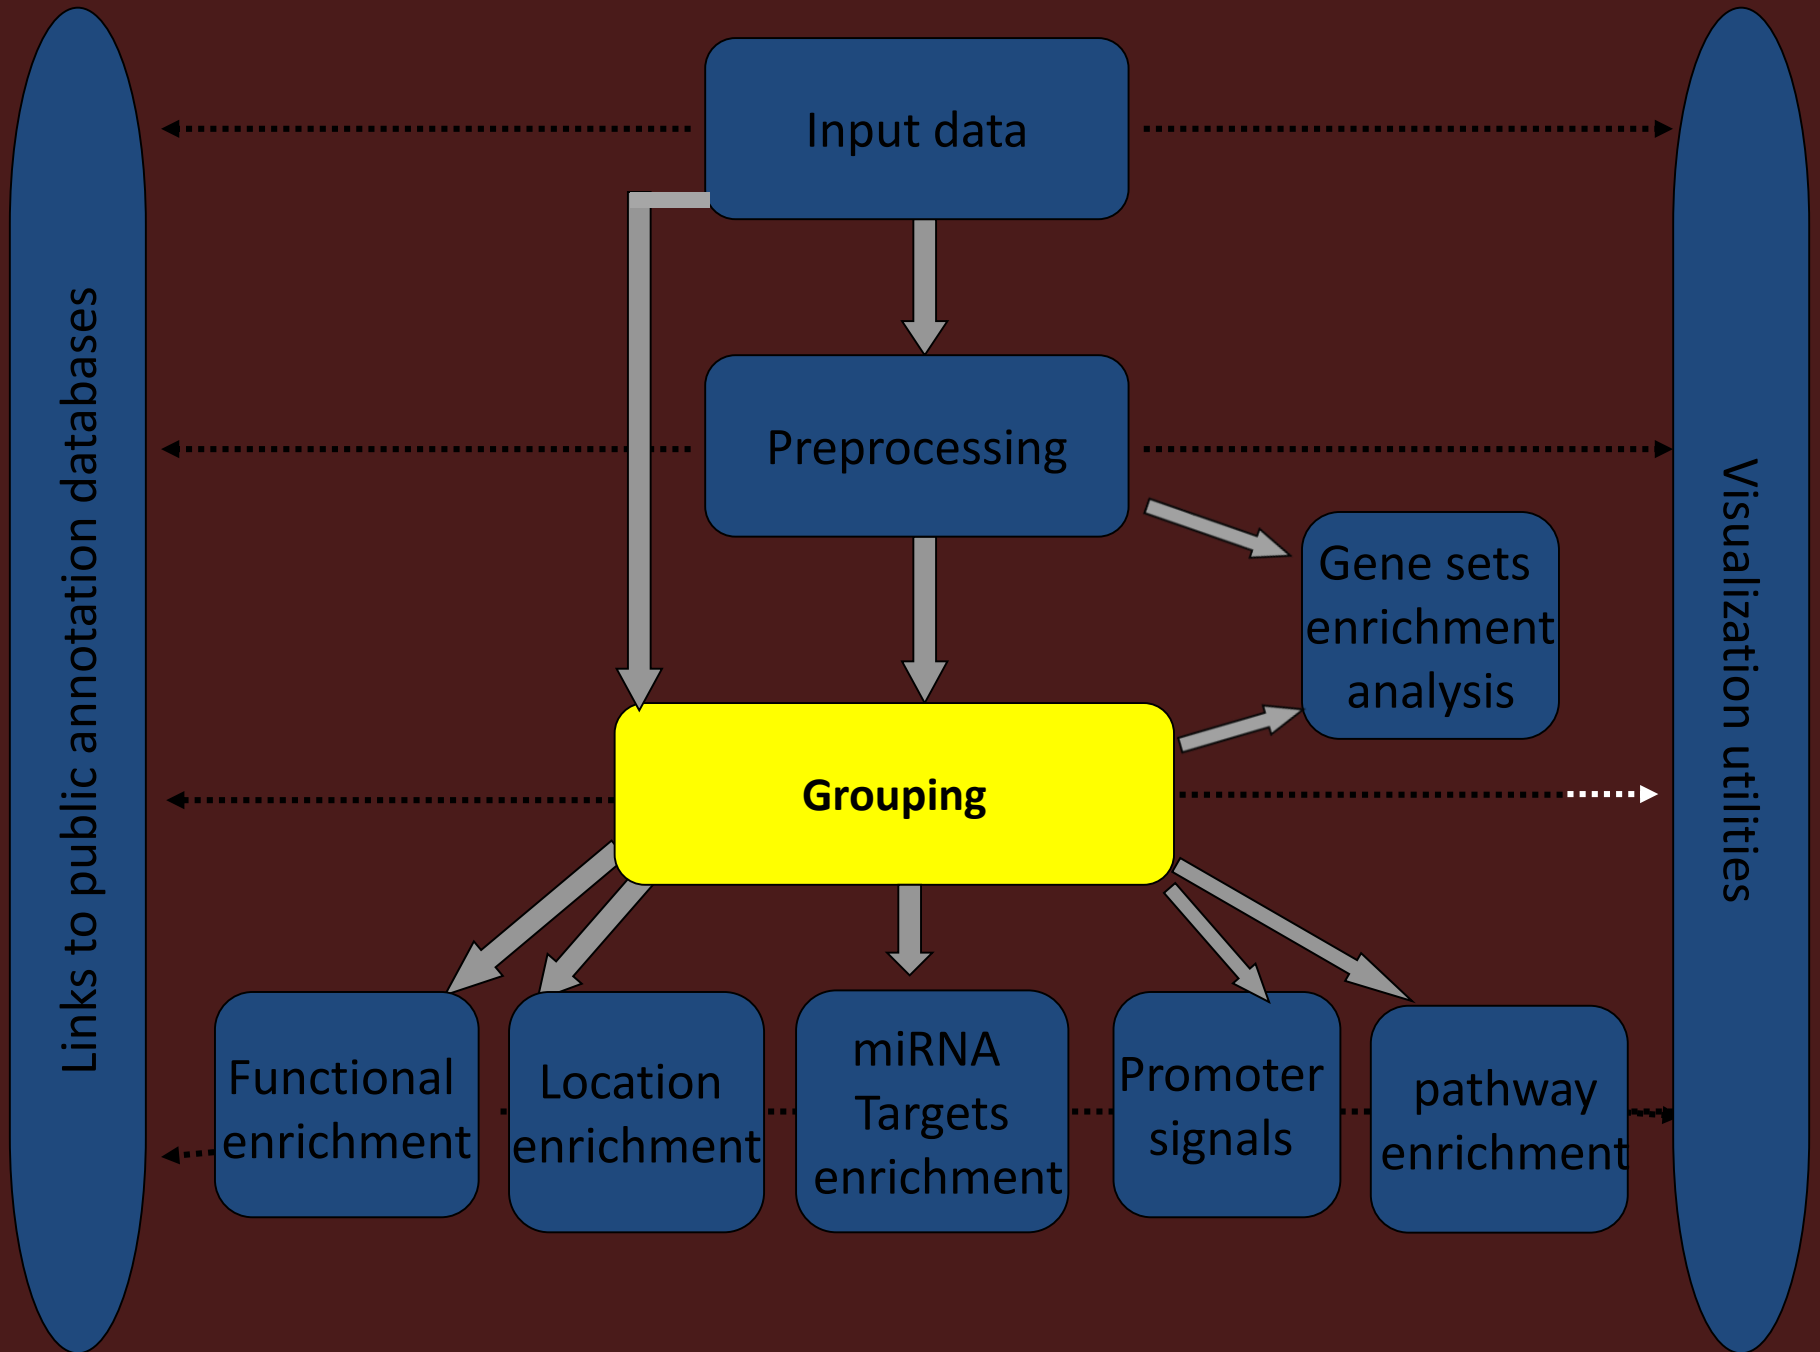 Input data
Links to public annotation databases
Preprocessing
Visualization utilities
Gene sets
enrichment
analysis
Grouping
Functional
enrichment
Location
enrichment
miRNA
Targets
enrichment
Promoter
signals
pathway
enrichment